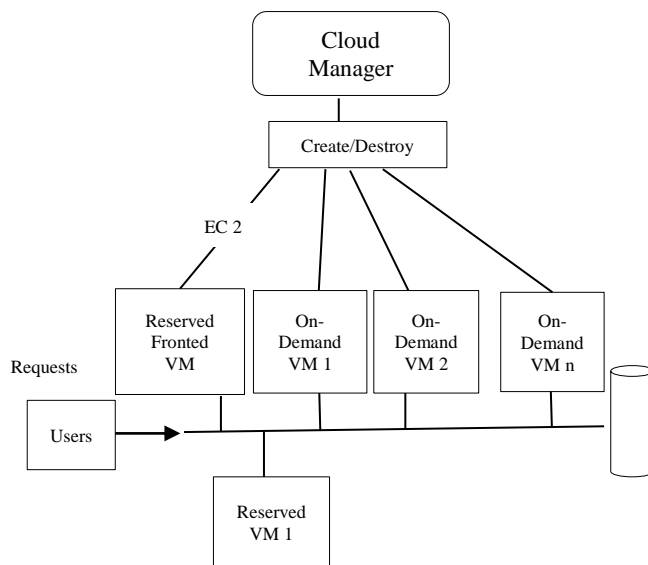 Cloud
Manager
Create/Destroy
EC 2
Reserved
Fronted
VM
On-
Demand
VM 1
On-
Demand
VM 2
On-
Demand
VM n
Requests
Users
Reserved
VM 1